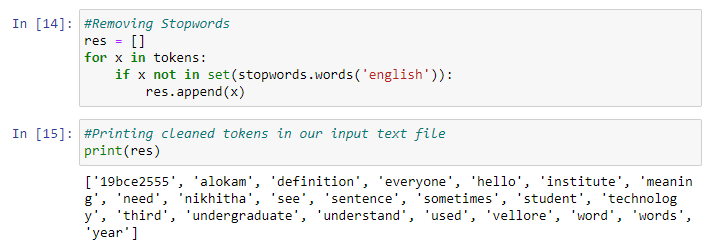 In [14]: #Removing Stopwords
res = []
for x in tokens:
    if x not in set(stopwords.words('english')):
        res.append(x)
In [15]: #Printing cleaned tokens in our input text file
print(res)
['19bce2555', 'alokam', 'definition', 'everyone', 'hello', 'institute', 'meanin
g', 'need', 'nikhitha', 'see', 'sentence', 'sometimes', 'student', 'technolog
y', 'third', 'undergraduate', 'understand', 'used', 'vellore', 'word', 'words',
'year']